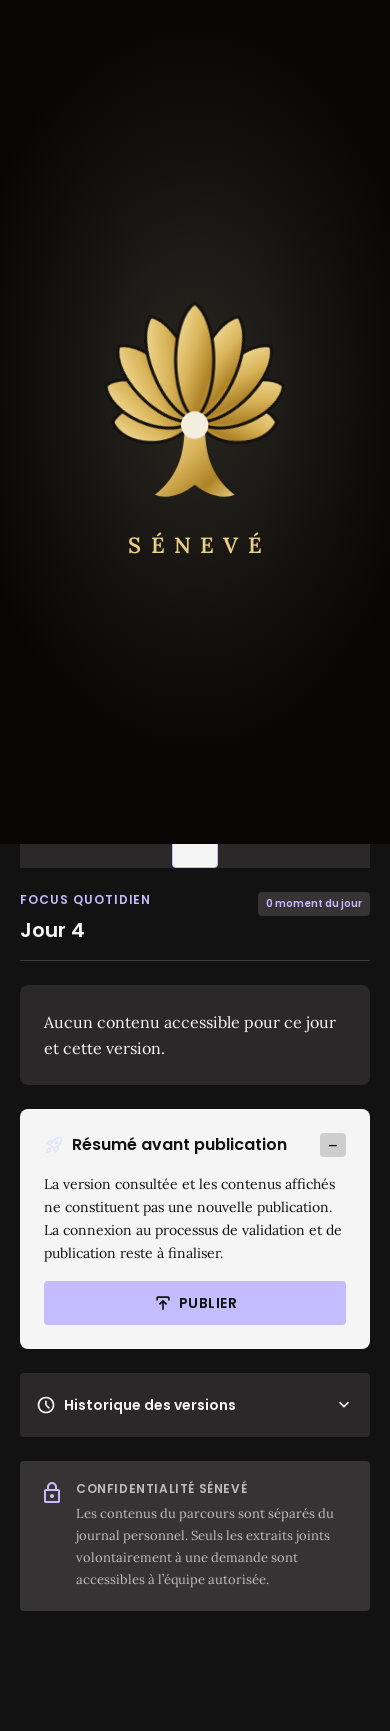 SÉNEVÉ
FOCUS QUOTIDIEN
0 moment du jour
Jour 4
Aucun contenu accessible pour ce jour
et cette version.
Résumé avant publication
–
La version consultée et les contenus affichés
ne constituent pas une nouvelle publication.
La connexion au processus de validation et de
publication reste à finaliser.
PUBLIER
Historique des versions
CONFIDENTIALITÉ SÉNEVÉ
Les contenus du parcours sont séparés du
journal personnel. Seuls les extraits joints
volontairement à une demande sont
accessibles à l’équipe autorisée.